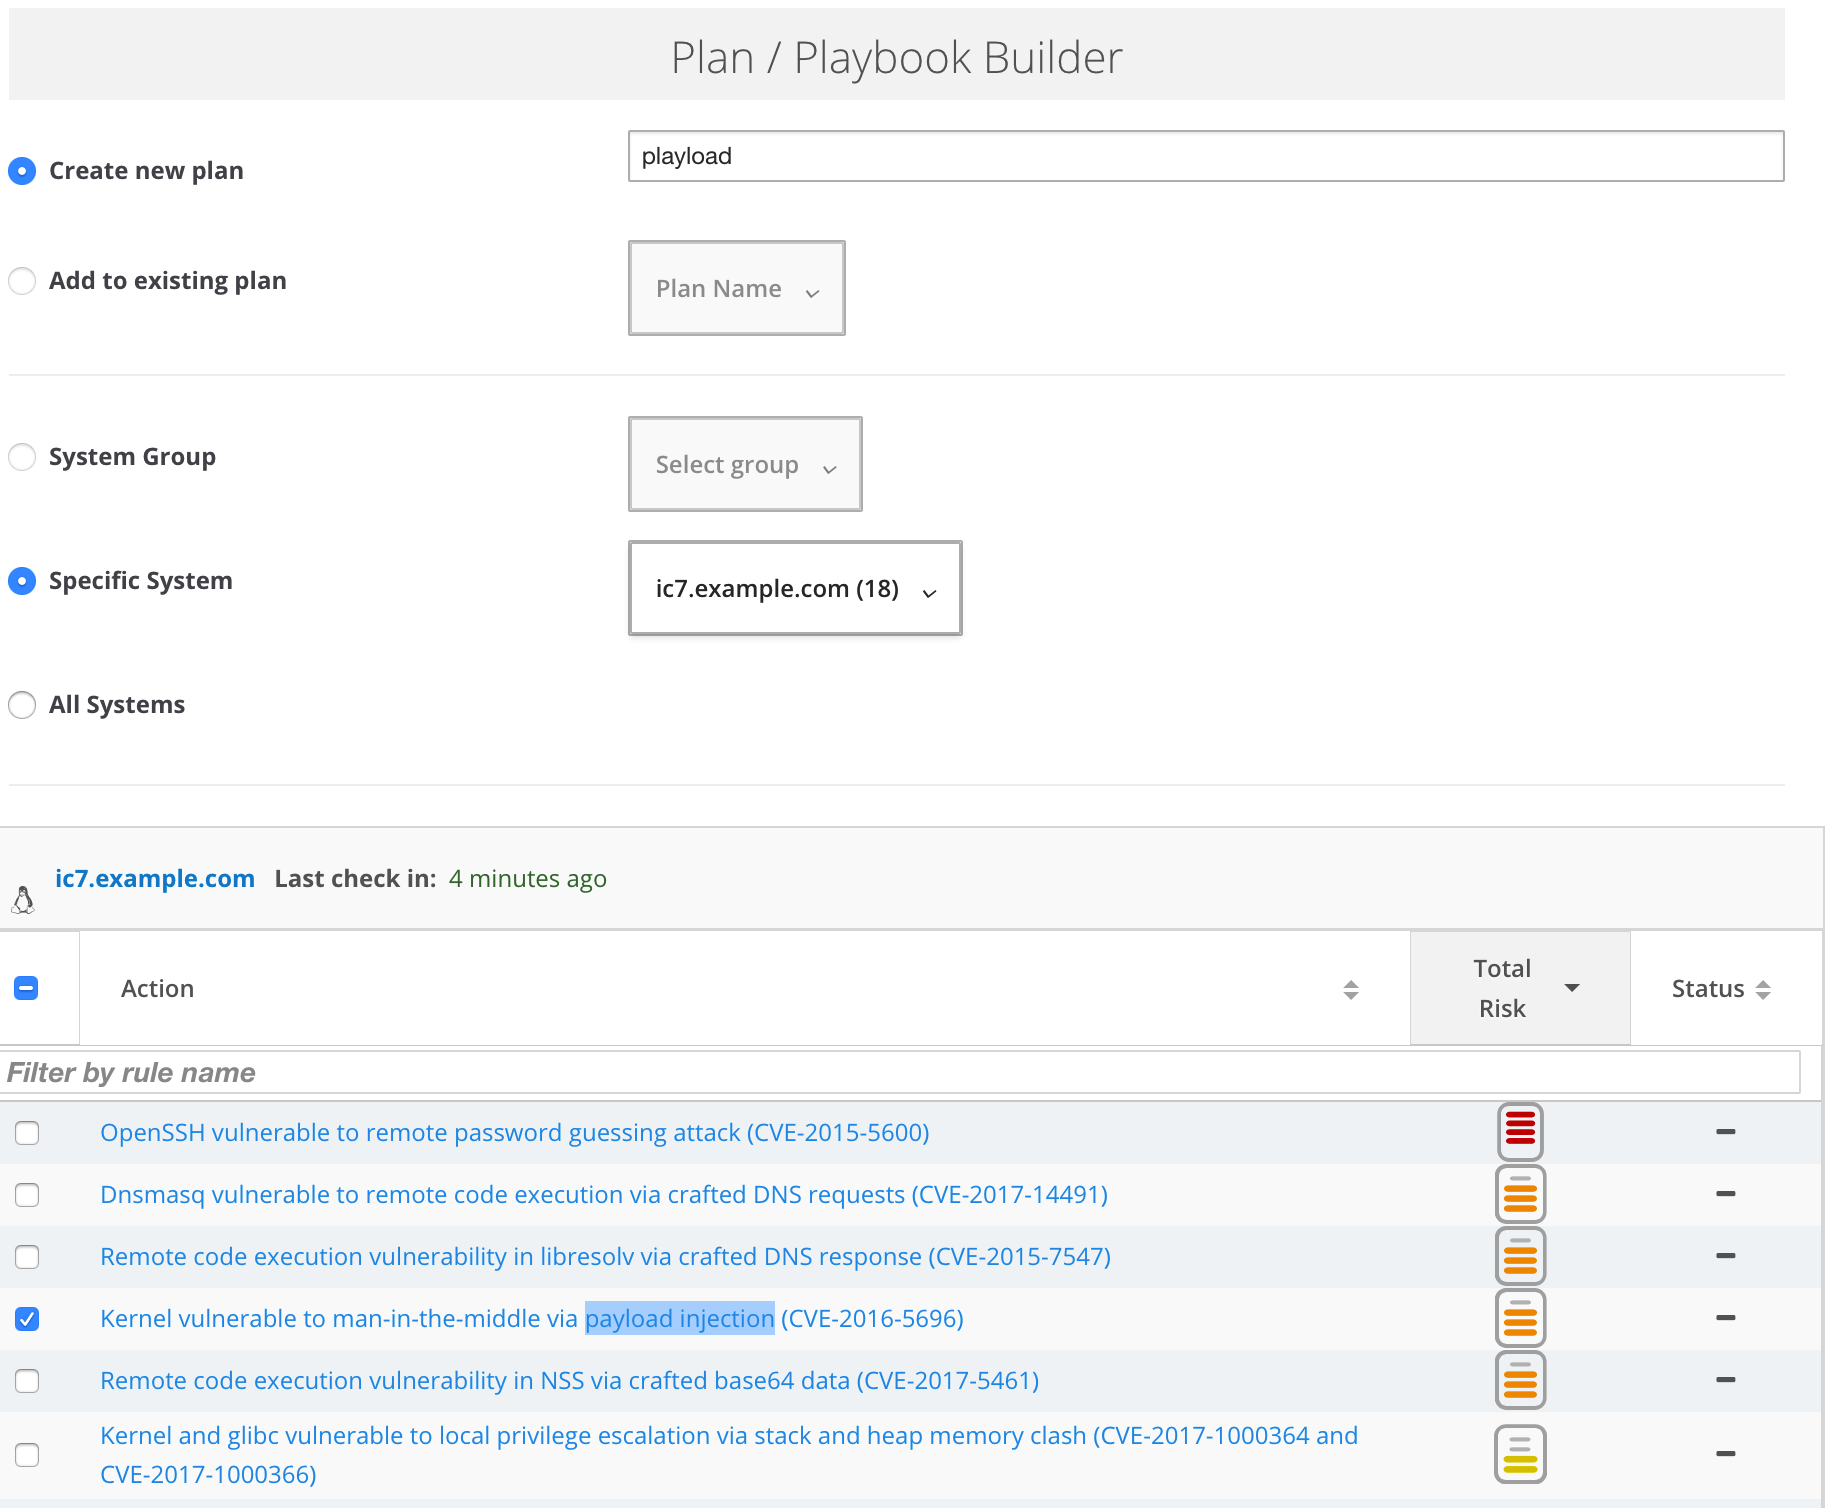 Plan / Playbook Builder
Create new plan
playload
Add to existing plan
Plan Name
System Group
Select group
Specific System
ic7.example.com (18)
All Systems
ic7.example.com Last check in: 4 minutes ago
Action
Total
Risk
Status
Filter by rule name
OpenSSH vulnerable to remote password guessing attack (CVE-2015-5600)
Dnsmasq vulnerable to remote code execution via crafted DNS requests (CVE-2017-14491)
Remote code execution vulnerability in libresolv via crafted DNS response (CVE-2015-7547)
Kernel vulnerable to man-in-the-middle via payload injection (CVE-2016-5696)
Remote code execution vulnerability in NSS via crafted base64 data (CVE-2017-5461)
Kernel and glibc vulnerable to local privilege escalation via stack and heap memory clash (CVE-2017-1000364 and
CVE-2017-1000366)